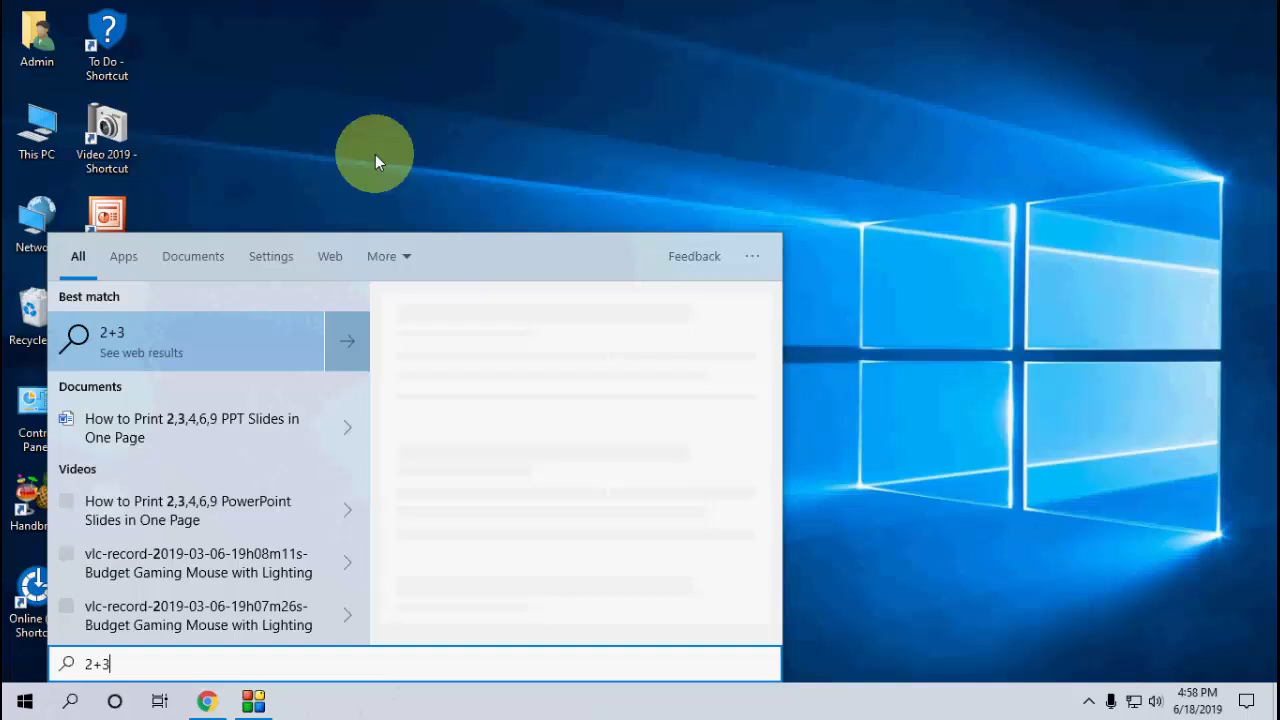 Admin
To Do -
Shortcut
This PC
Video 2019 -
Shortcut
Netwo
Recycle
Contr
Pane
Handbr
Online (
Shortc
All Apps Documents Settings Web More Feedback ...
Best match
2+3
See web results
Documents
How to Print 2,3,4,6,9 PPT Slides in
One Page
Videos
How to Print 2,3,4,6,9 PowerPoint
Slides in One Page
vlc-record-2019-03-06-19h08m11s-
Budget Gaming Mouse with Lighting
vlc-record-2019-03-06-19h07m26s-
Budget Gaming Mouse with Lighting
2+3
4:58 PM
6/18/2019